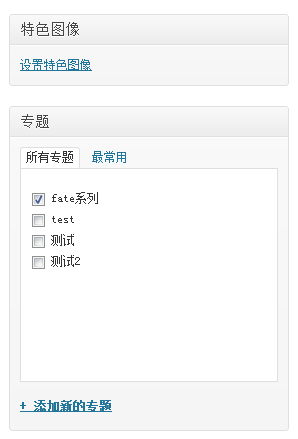 特色图像
设置特色图像
专题
所有专题 最常用
fate系列
test
测试
测试2
+ 添加新的专题